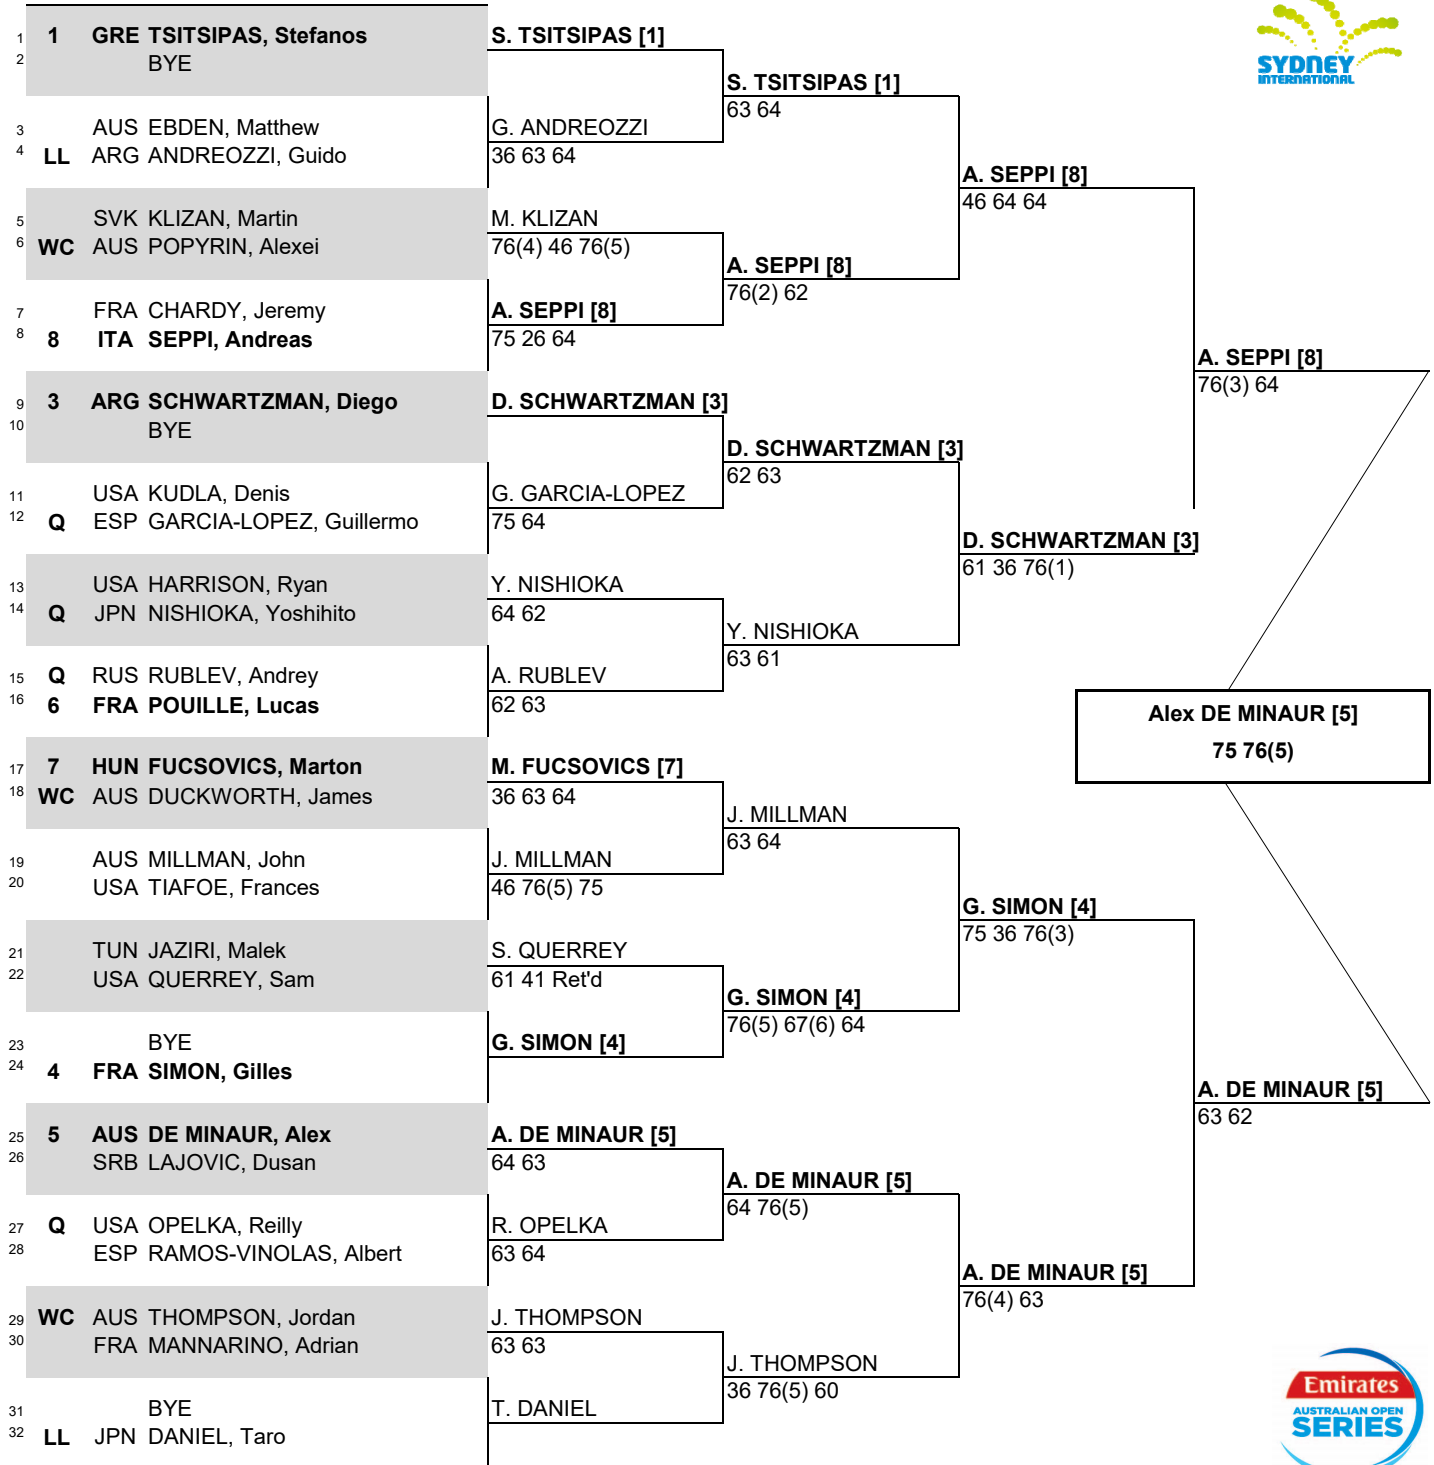 1 1 GRE TSITSIPAS, Stefanos
2 BYE
3 AUS EBDEN, Matthew
4 LL ARG ANDREOZZI, Guido
5 SVK KLIZAN, Martin
6 WC AUS POPYRIN, Alexei
7 FRA CHARDY, Jeremy
8 8 ITA SEPPI, Andreas
9 3 ARG SCHWARTZMAN, Diego
10 BYE
11 USA KUDLA, Denis
12 Q ESP GARCIA-LOPEZ, Guillermo
13 USA HARRISON, Ryan
14 Q JPN NISHIOKA, Yoshihito
15 Q RUS RUBLEV, Andrey
16 6 FRA POUILLE, Lucas
17 7 HUN FUCSOVICS, Marton
18 WC AUS DUCKWORTH, James
19 AUS MILLMAN, John
20 USA TIAFOE, Frances
21 TUN JAZIRI, Malek
22 USA QUERREY, Sam
23 BYE
24 4 FRA SIMON, Gilles
25 5 AUS DE MINAUR, Alex
26 SRB LAJOVIC, Dusan
27 Q USA OPELKA, Reilly
28 ESP RAMOS-VINOLAS, Albert
29 WC AUS THOMPSON, Jordan
30 FRA MANNARINO, Adrian
31 BYE
32 LL JPN DANIEL, Taro
S. TSITSIPAS [1]
G. ANDREOZZI
36 63 64
M. KLIZAN
76(4) 46 76(5)
A. SEPPI [8]
75 26 64
D. SCHWARTZMAN [3]
G. GARCIA-LOPEZ
75 64
Y. NISHIOKA
64 62
A. RUBLEV
62 63
M. FUCSOVICS [7]
36 63 64
J. MILLMAN
46 76(5) 75
S. QUERREY
61 41 Ret'd
G. SIMON [4]
A. DE MINAUR [5]
64 63
R. OPELKA
63 64
J. THOMPSON
63 63
T. DANIEL
S. TSITSIPAS [1]
63 64
A. SEPPI [8]
76(2) 62
D. SCHWARTZMAN [3]
62 63
Y. NISHIOKA
63 61
J. MILLMAN
63 64
G. SIMON [4]
76(5) 67(6) 64
A. DE MINAUR [5]
64 76(5)
J. THOMPSON
36 76(5) 60
A. SEPPI [8]
46 64 64
D. SCHWARTZMAN [3]
61 36 76(1)
G. SIMON [4]
75 36 76(3)
A. DE MINAUR [5]
76(4) 63
A. SEPPI [8]
76(3) 64
A. DE MINAUR [5]
63 62
Alex DE MINAUR [5]
75 76(5)
SYDNEY
INTERNATIONAL
Emirates
AUSTRALIAN OPEN
SERIES